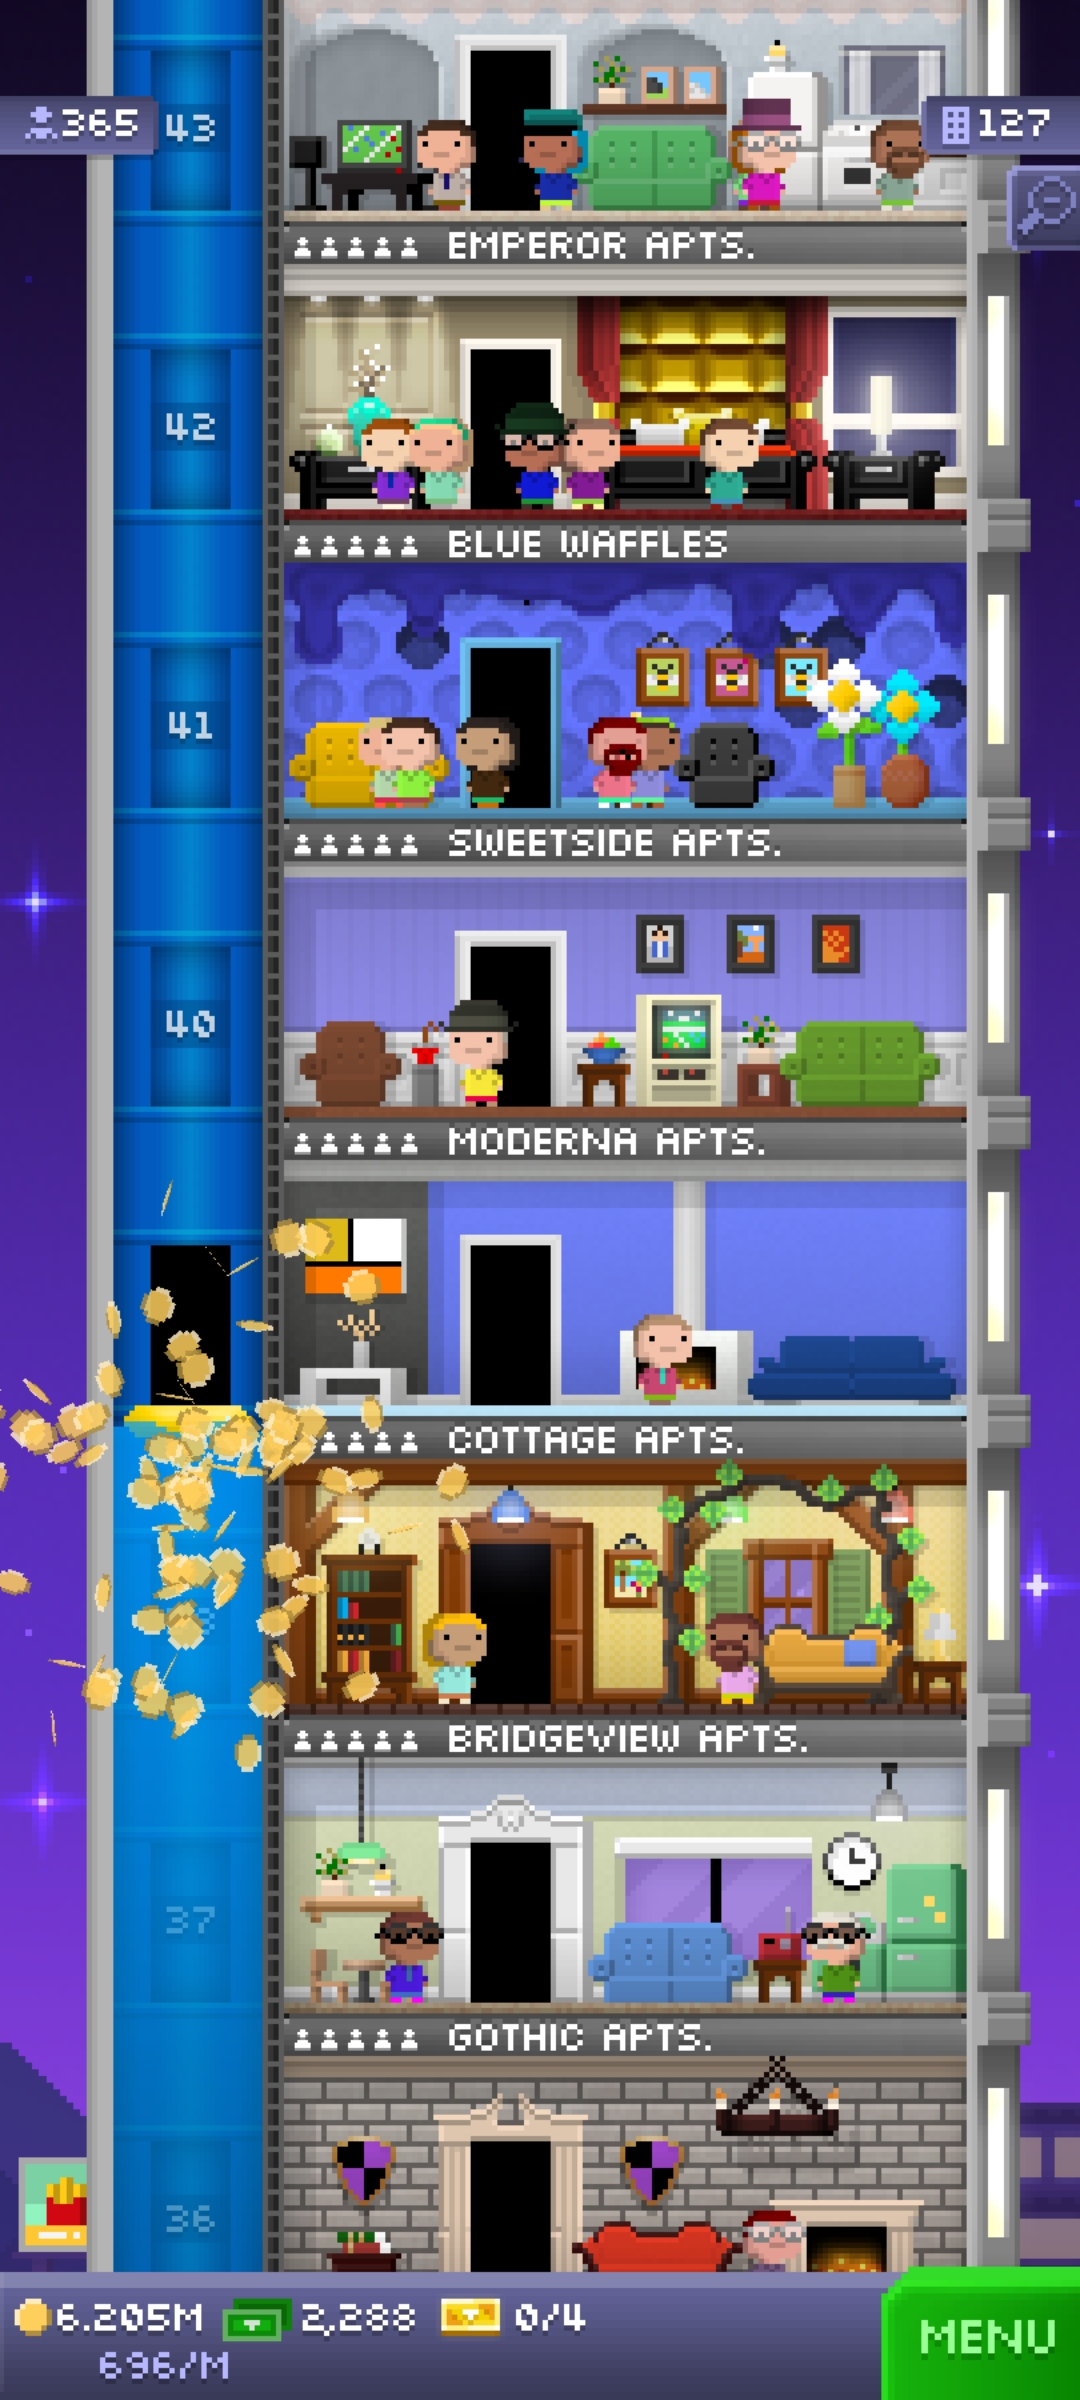 365
43
127
EMPEROR APTS.
42
BLUE WAFFLES
41
SWEETSIDE APTS.
40
MODERNA APTS.
COTTAGE APTS.
BRIDGEVIEW APTS.
37
GOTHIC APTS.
36
6.205M 2,288 0/4
696/M
MENU